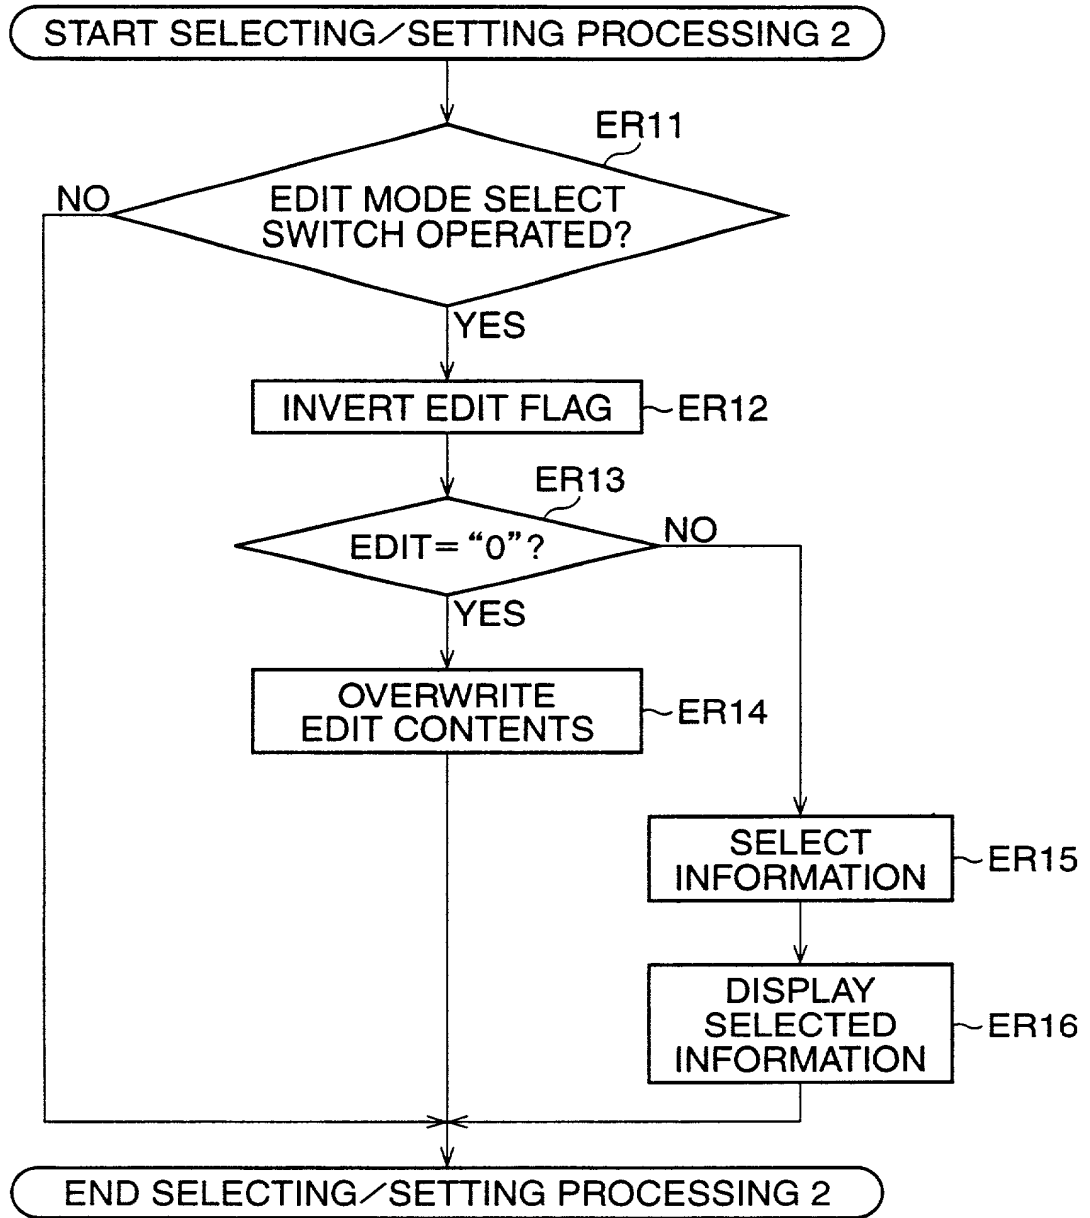 START SELECTING/SETTING PROCESSING 2
ER11
NO
EDIT MODE SELECT
SWITCH OPERATED?
YES
INVERT EDIT FLAG
ER12
ER13
EDIT= “0”?
NO
YES
OVERWRITE
EDIT CONTENTS
ER14
SELECT
INFORMATION
ER15
DISPLAY
SELECTED
INFORMATION
ER16
END SELECTING/SETTING PROCESSING 2